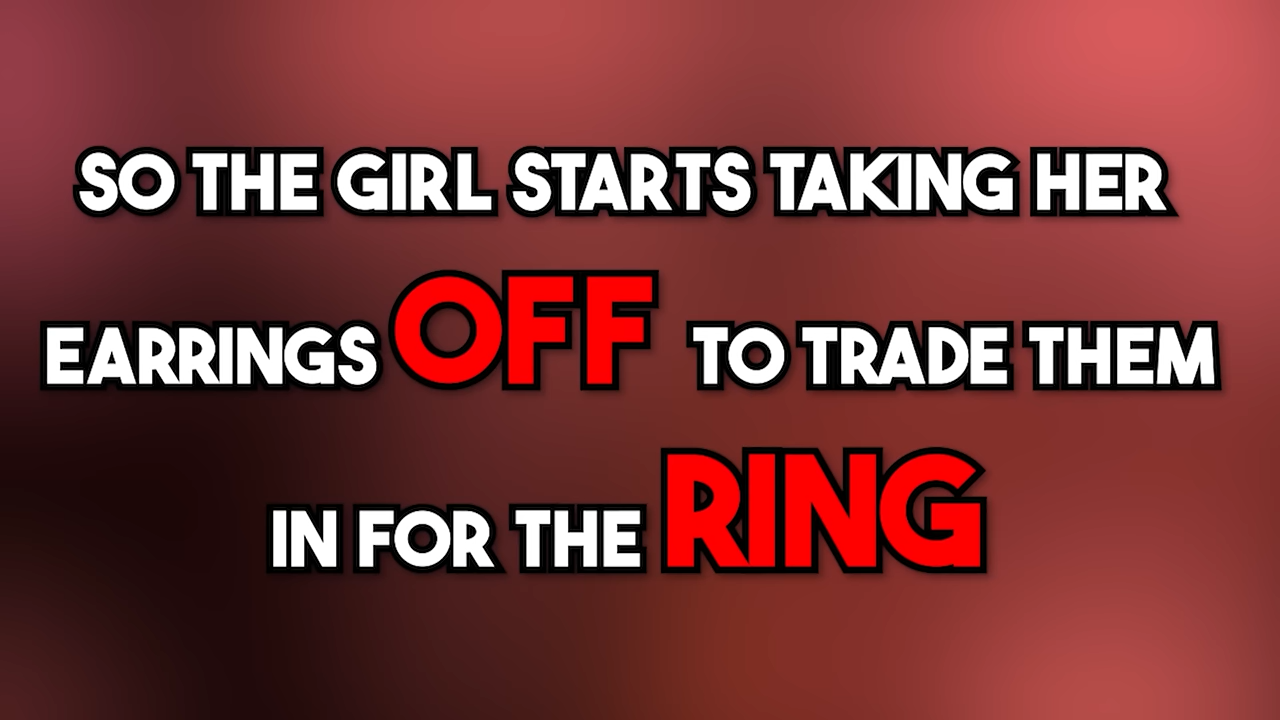 SO THE GIRL STARTS TAKING HER
EARRINGS OFF TO TRADE THEM
IN FOR THE RING